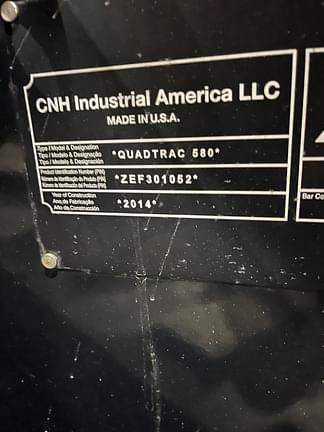 CNH Industrial America LLC
MADE IN U.S.A.
Type / Model & Designation
Tipo / Modelo & Designação
Tipo / Modelo & Designación
*QUADTRAC 580*
Product Identification Number (PIN)
Número de Identificação do Produto (PIN)
Número de Identificación del Producto (PIN)
*ZEF301052*
Year of Construction
Ano de Fabricação
Año de Construcción
*2014*
Bar Co